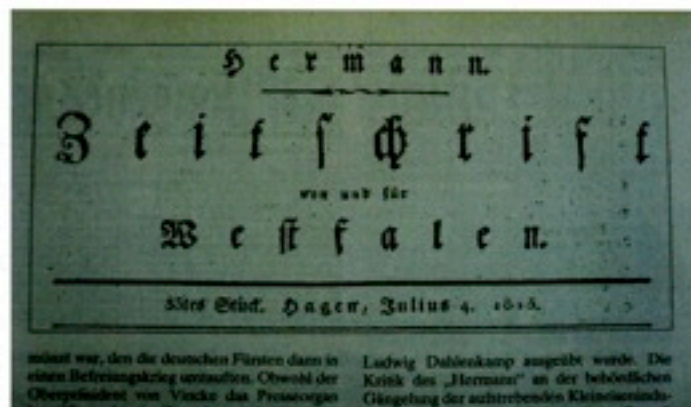 Hermann.
Zeitschrift
von und für
Westfalen.
Stück. Hagen, Julius 4.
münzt war, den die deutschen Fürsten dann in
einen Befreiungskrieg umtauften. Obwohl der
Oberpräsident von Vincke das Presseorgan
Ludwig Dahlenkamp ausgeübt werde. Die
Kritik des „Hermann“ an der behördlichen
Gängelung der aufstrebenden Kleineisenindu-